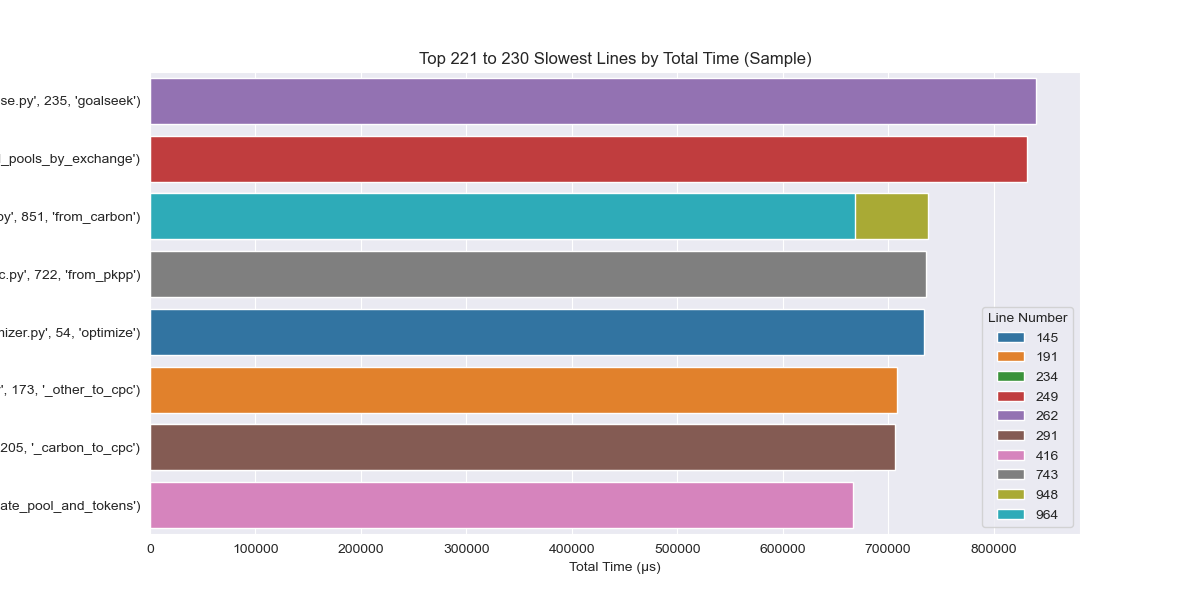 Top 221 to 230 Slowest Lines by Total Time (Sample)
se.py', 235, 'goalseek')
_pools_by_exchange')
py', 851, 'from_carbon')
c.py', 722, 'from_pkpp')
mizer.py', 54, 'optimize')
', 173, '_other_to_cpc')
205, '_carbon_to_cpc')
ate_pool_and_tokens')
Line Number
145
191
234
249
262
291
416
743
948
964
0 100000 200000 300000 400000 500000 600000 700000 800000
Total Time (µs)